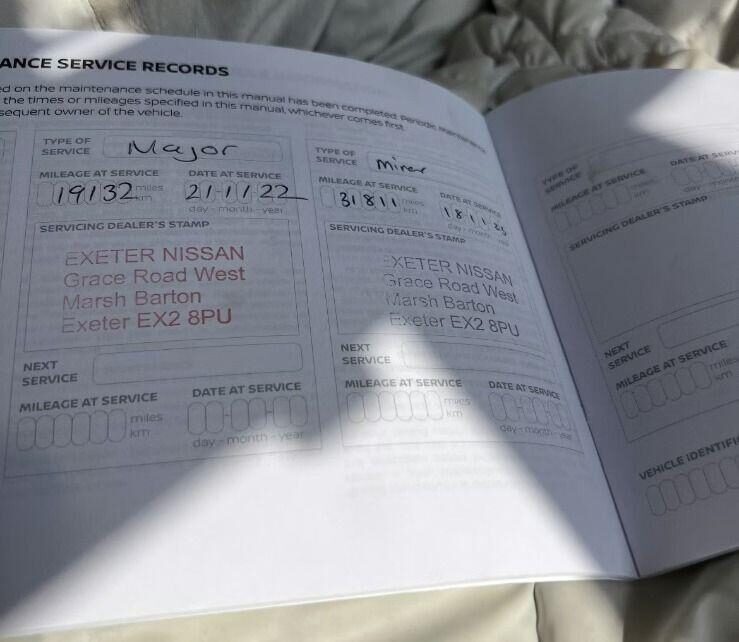 ANCE SERVICE RECORDS
ed on the maintenance schedule in this manual has been completed. Periodic maintenance
the times or mileages specified in this manual, whichever comes first.
sequent owner of the vehicle.
TYPE OF
SERVICE
Major
MILEAGE AT SERVICE
DATE AT SERVICE
19132
miles
km
21-11-22
day - month - year
SERVICING DEALER'S STAMP
EXETER NISSAN
Grace Road West
Marsh Barton
Exeter EX2 8PU
NEXT
SERVICE
MILEAGE AT SERVICE
DATE AT SERVICE
miles
km
day - month - year
TYPE OF
SERVICE
MILEAGE AT SERVICE
DATE AT SERVICE
31811
miles
km
day - month - year
SERVICING DEALER'S STAMP
EXETER NISSAN
Grace Road West
Marsh Barton
Exeter EX2 8PU
NEXT
SERVICE
MILEAGE AT SERVICE
DATE AT SERVICE
miles
km
day - month - year
TYPE OF
SERVICE
MILEAGE AT SERVICE
DATE AT SERV
miles
km
SERVICING DEALER'S STAMP
NEXT
SERVICE
MILEAGE AT SERVICE
miles
km
VEHICLE IDENTIFI